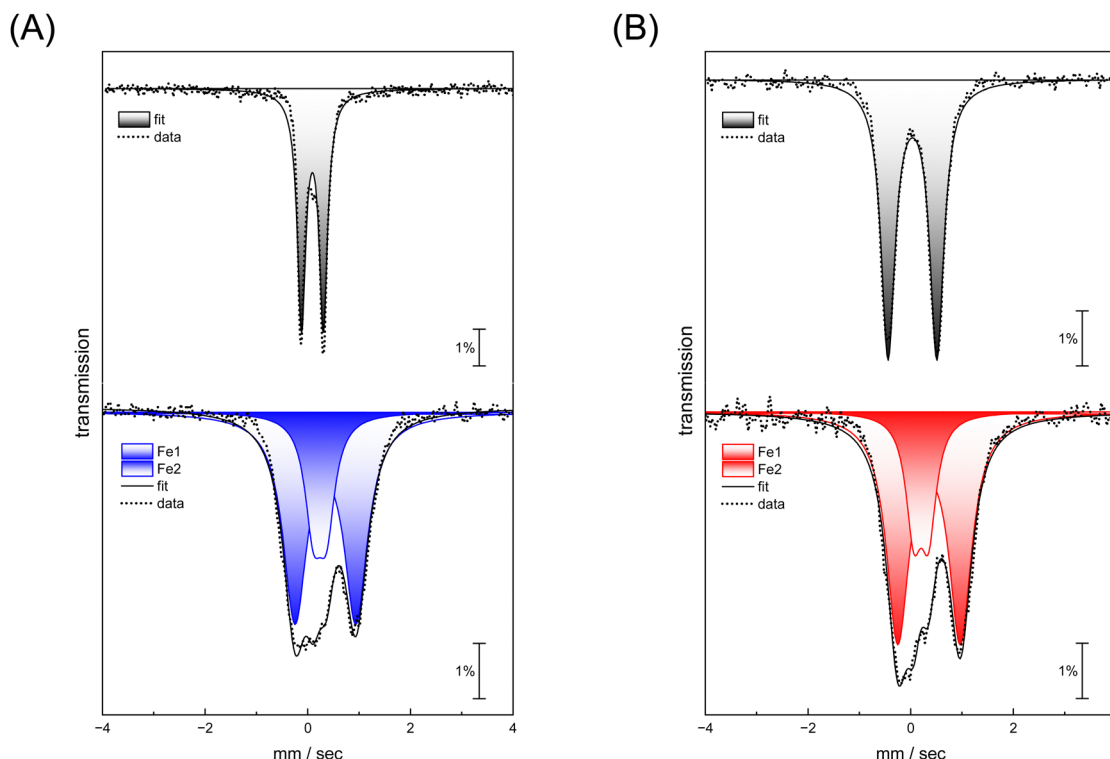 (A)
fit
data
1%
transmission
Fe1
Fe2
fit
data
1%
−4 −2 0 2 4
mm / sec
(B)
fit
data
1%
transmission
Fe1
Fe2
fit
data
1%
−4 −2 0 2
mm / sec